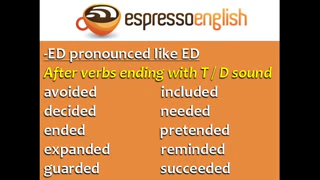 espressoenglish
-ED pronounced like ED
After verbs ending with T / D sound
avoided included
decided needed
ended pretended
expanded reminded
guarded succeeded